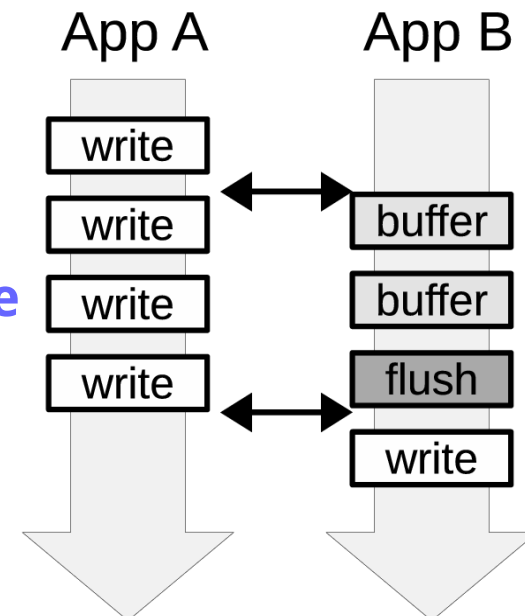 App A
App B
write
write
write
write
buffer
buffer
flush
write
e